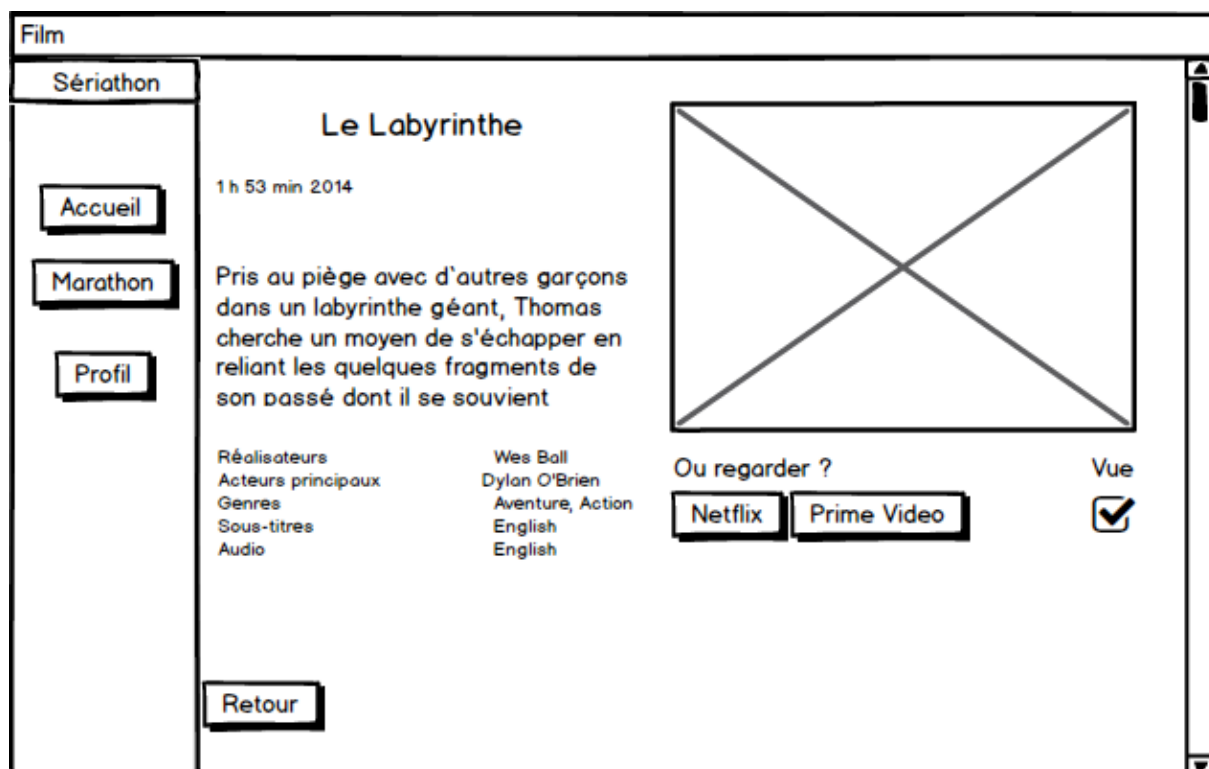 Film
Sériathon
Accueil
Marathon
Profil
Le Labyrinthe
1 h 53 min 2014
Pris au piège avec d`autres garçons
dans un labyrinthe géant, Thomas
cherche un moyen de s'échapper en
reliant les quelques fragments de
son passé dont il se souvient
Réalisateurs Wes Ball
Acteurs principaux Dylan O'Brien
Genres Aventure, Action
Sous-titres English
Audio English
Ou regarder ? Vue
Netflix Prime Video
Retour